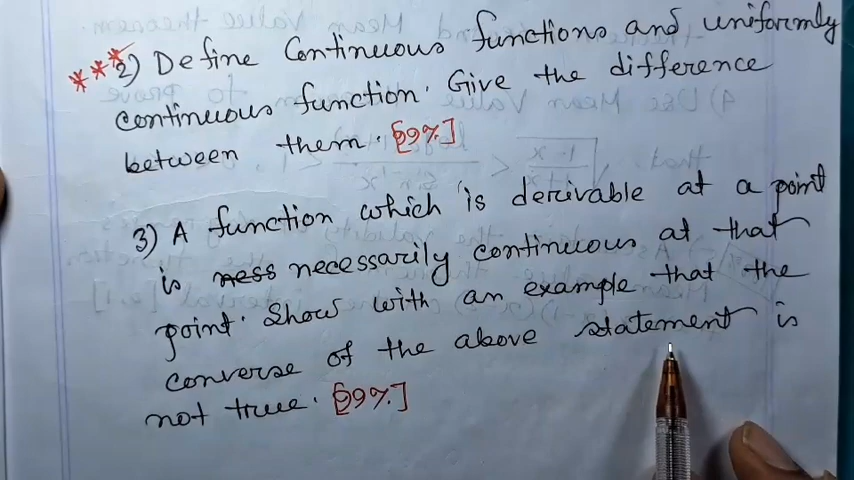 *** 2) Define Continuous functions and uniformly
continuous function. Give the difference
between them. [99%]
3) A function which is derivable at a point
is ness necessarily continuous at that
point. Show with an example that the
converse of the above statement is
not true. [99%]